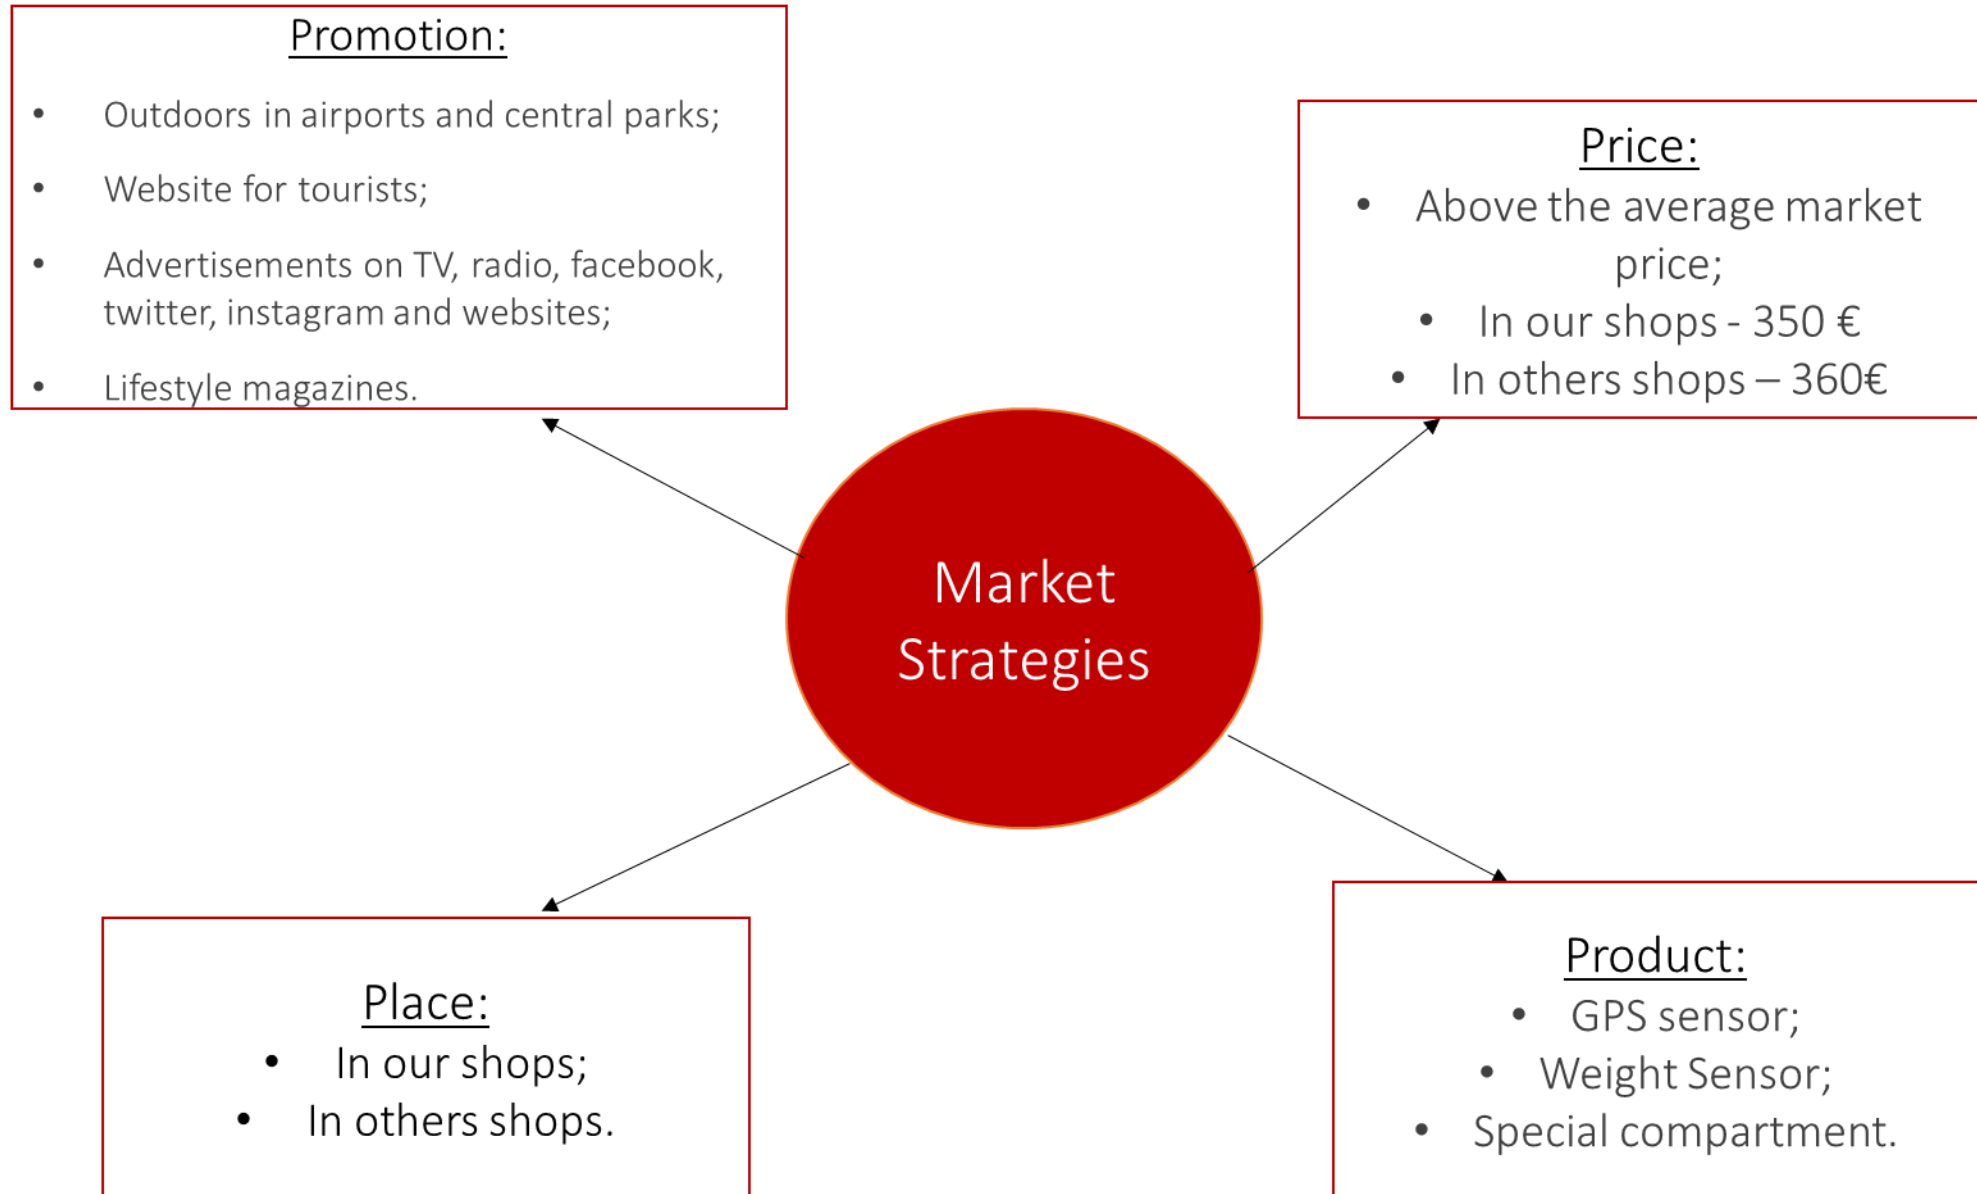 Promotion:
• Outdoors in airports and central parks;
• Website for tourists;
• Advertisements on TV, radio, facebook,
twitter, instagram and websites;
• Lifestyle magazines.
Price:
• Above the average market
price;
• In our shops - 350 €
• In others shops – 360€
Market
Strategies
Place:
• In our shops;
• In others shops.
Product:
• GPS sensor;
• Weight Sensor;
• Special compartment.